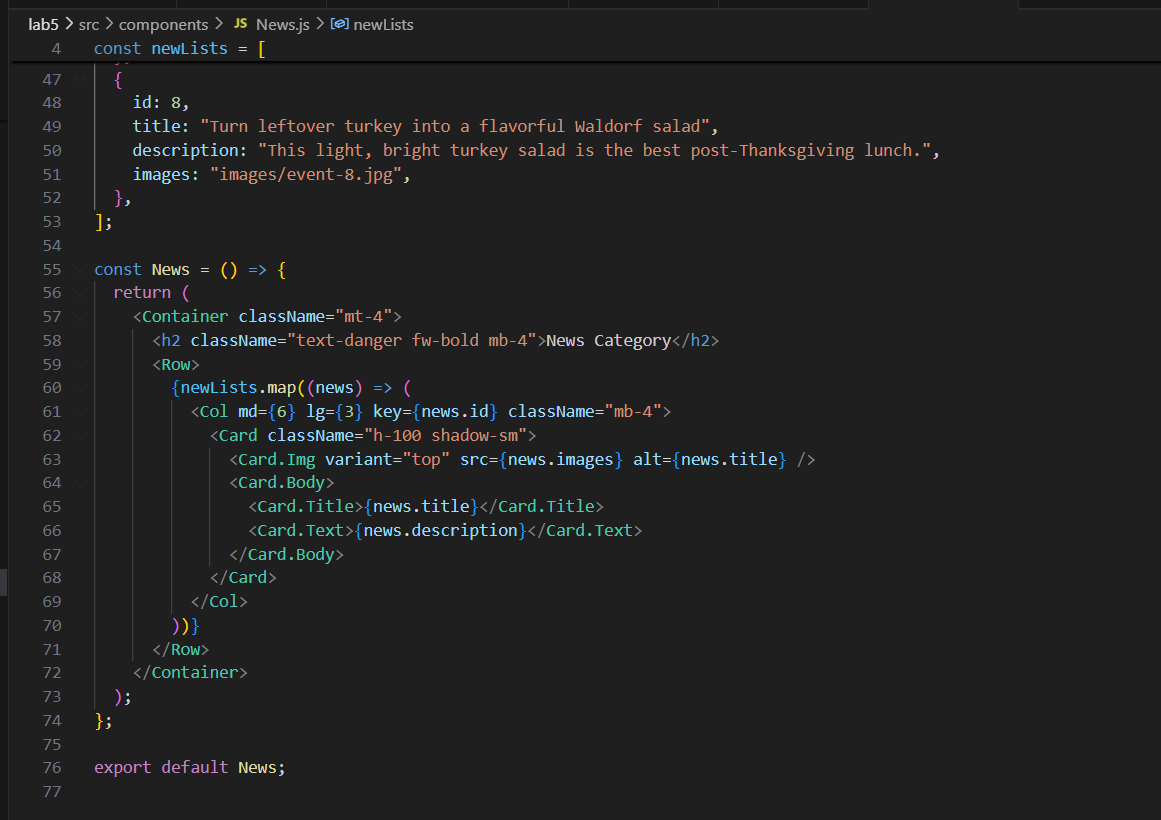 lab5 > src > components > JS News.js > newLists
4 const newLists = [
47 {
48 id: 8,
49 title: "Turn leftover turkey into a flavorful Waldorf salad",
50 description: "This light, bright turkey salad is the best post-Thanksgiving lunch.",
51 images: "images/event-8.jpg",
52 },
53 ];
54
55 const News = () => {
56 return (
57 <Container className="mt-4">
58 <h2 className="text-danger fw-bold mb-4">News Category</h2>
59 <Row>
60 {newLists.map((news) => (
61 <Col md={6} lg={3} key={news.id} className="mb-4">
62 <Card className="h-100 shadow-sm">
63 <Card.Img variant="top" src={news.images} alt={news.title} />
64 <Card.Body>
65 <Card.Title>{news.title}</Card.Title>
66 <Card.Text>{news.description}</Card.Text>
67 </Card.Body>
68 </Card>
69 </Col>
70 ))}
71 </Row>
72 </Container>
73 );
74 };
75
76 export default News;
77